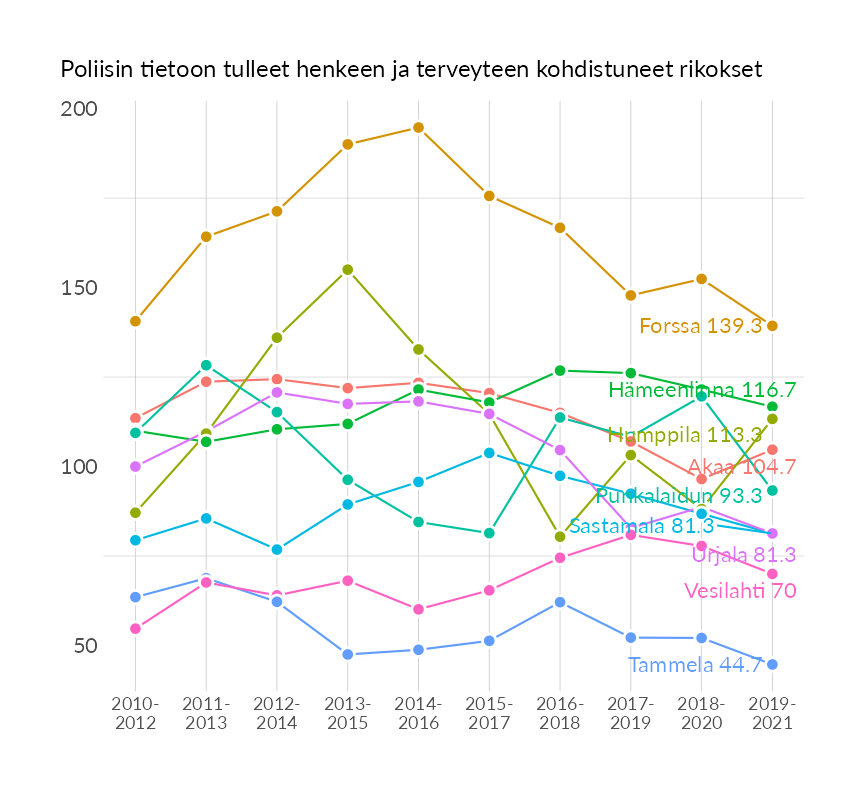 Poliisin tietoon tulleet henkeen ja terveyteen kohdistuneet rikokset
200
150
100
50
Forssa 139.3
Hämeenlinna 116.7
Humppila 113.3
Akaa 104.7
Punkalaidun 93.3
Sastamala 81.3
Urjala 81.3
Vesilahti 70
Tammela 44.7
2010- 2011- 2012- 2013- 2014- 2015- 2016- 2017- 2018- 2019-
2012 2013 2014 2015 2016 2017 2018 2019 2020 2021